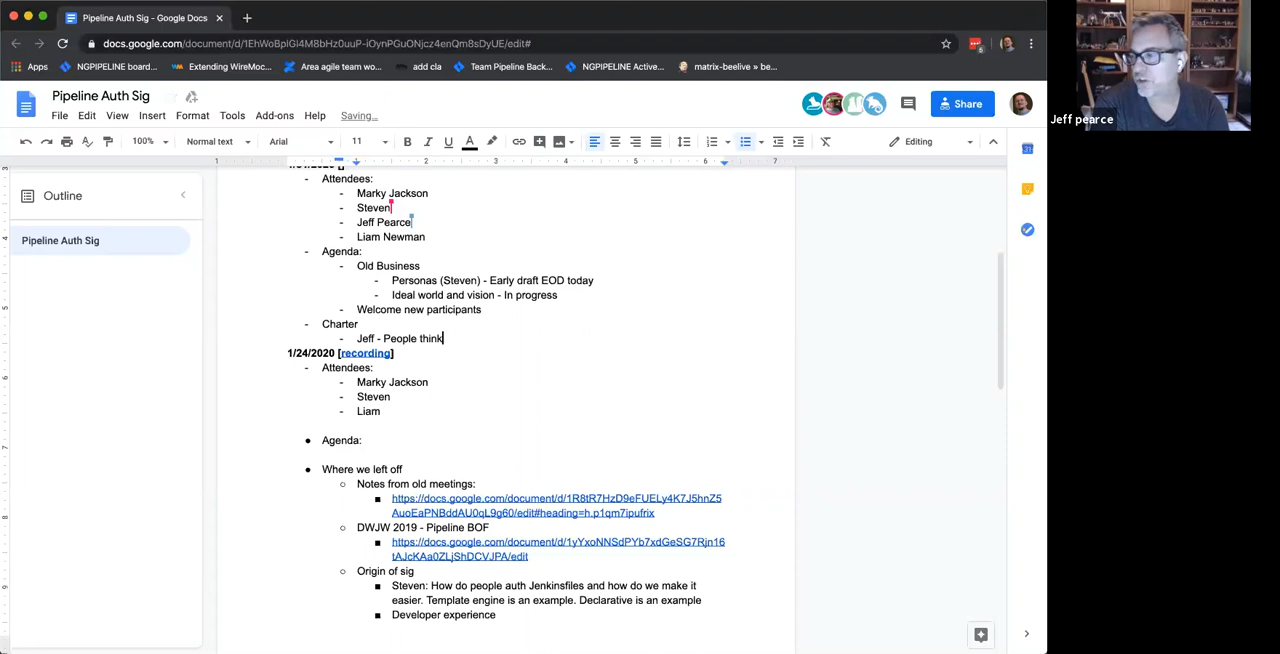 Pipeline Auth Sig - Google Docs
docs.google.com/document/d/1EhWoBpIGl4M8bHz0uuP-iOynPGuONjcz4enQm8sDyUE/edit#
Apps NGPIPELINE board... Extending WireMoc... Area agile team wo... add cla Team Pipeline Back... NGPIPELINE Active... matrix-beelive » be...
Pipeline Auth Sig
File Edit View Insert Format Tools Add-ons Help Saving...
Share
100% Normal text Arial 11 Editing
Outline
Pipeline Auth Sig
- Attendees:
- Marky Jackson
- Steven
- Jeff Pearce
- Liam Newman
- Agenda:
- Old Business
- Personas (Steven) - Early draft EOD today
- Ideal world and vision - In progress
- Welcome new participants
- Charter
- Jeff - People think
1/24/2020 [recording]
- Attendees:
- Marky Jackson
- Steven
- Liam
● Agenda:
● Where we left off
○ Notes from old meetings:
■ https://docs.google.com/document/d/1R8tR7HzD9eFUELy4K7J5hnZ5
AuoEaPNBddAU0qL9g60/edit#heading=h.p1qm7ipufrix
○ DWJW 2019 - Pipeline BOF
■ https://docs.google.com/document/d/1yYxoNNSdPYb7xdGeSG7Rjn16
tAJcKAa0ZLjShDCVJPA/edit
○ Origin of sig
■ Steven: How do people auth Jenkinsfiles and how do we make it
easier. Template engine is an example. Declarative is an example
■ Developer experience
Jeff pearce